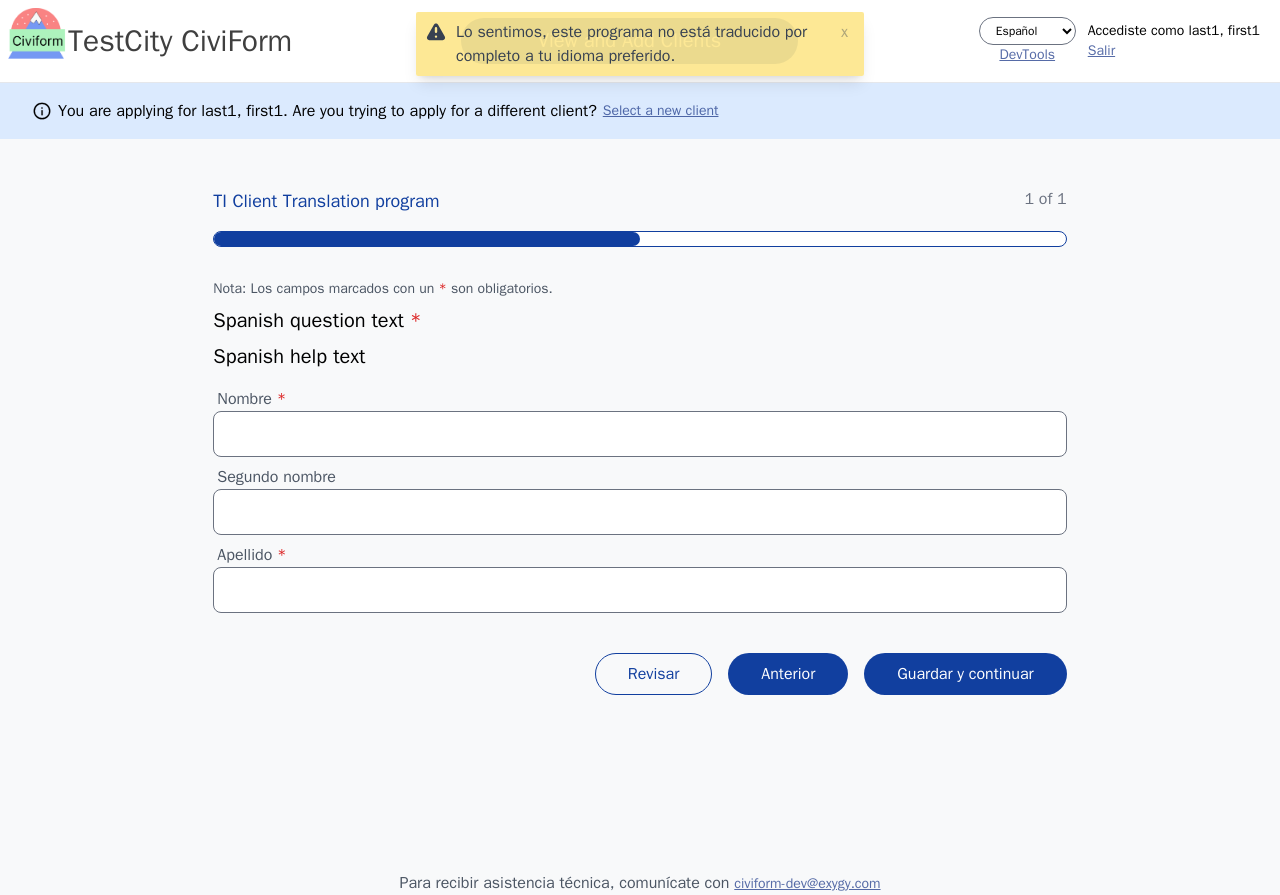 Civiform
TestCity CiviForm
View and Add Clients
Lo sentimos, este programa no está traducido por
completo a tu idioma preferido.
x
Español
DevTools
Accediste como last1, first1
Salir
You are applying for last1, first1. Are you trying to apply for a different client? Select a new client
TI Client Translation program
1 of 1
Nota: Los campos marcados con un * son obligatorios.
Spanish question text *
Spanish help text
Nombre *
Segundo nombre
Apellido *
Revisar
Anterior
Guardar y continuar
Para recibir asistencia técnica, comunícate con civiform-dev@exygy.com